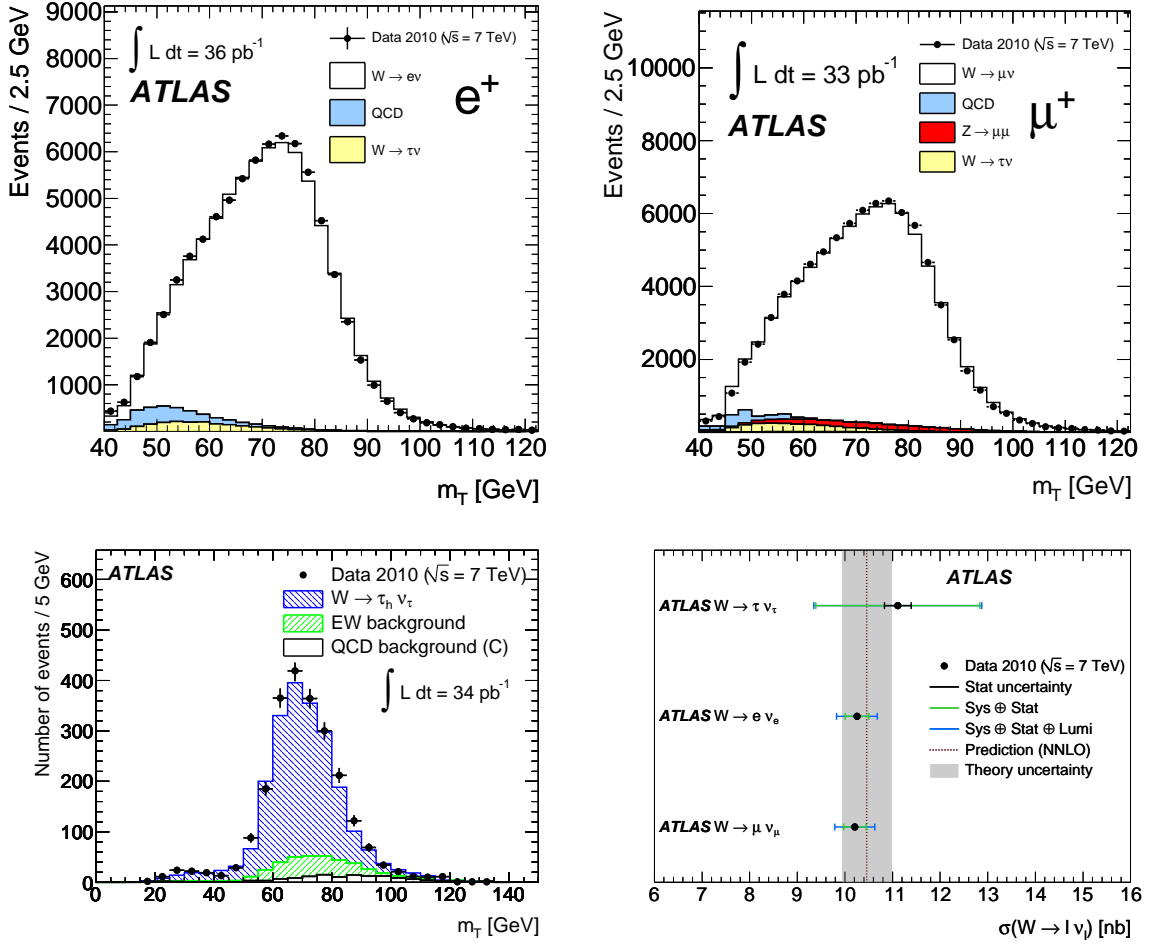 Events / 2.5 GeV
9000
8000
7000
6000
5000
4000
3000
2000
1000
40 50 60 70 80 90 100 110 120
m_T [GeV]
∫ L dt = 36 pb⁻¹
ATLAS
e⁺
Data 2010 (√s = 7 TeV)
W → eν
QCD
W → τν
Events / 2.5 GeV
10000
8000
6000
4000
2000
40 50 60 70 80 90 100 110 120
m_T [GeV]
∫ L dt = 33 pb⁻¹
ATLAS
μ⁺
Data 2010 (√s = 7 TeV)
W → μν
QCD
Z → μμ
W → τν
Number of events / 5 GeV
600
500
400
300
200
100
0
0 20 40 60 80 100 120 140
m_T [GeV]
ATLAS
Data 2010 (√s = 7 TeV)
W → τ_h ν_τ
EW background
QCD background (C)
∫ L dt = 34 pb⁻¹
ATLAS
ATLAS W → τ ν_τ
ATLAS W → e ν_e
ATLAS W → μ ν_μ
Data 2010 (√s = 7 TeV)
Stat uncertainty
Sys ⊕ Stat
Sys ⊕ Stat ⊕ Lumi
Prediction (NNLO)
Theory uncertainty
6 7 8 9 10 11 12 13 14 15 16
σ(W → l ν_l) [nb]